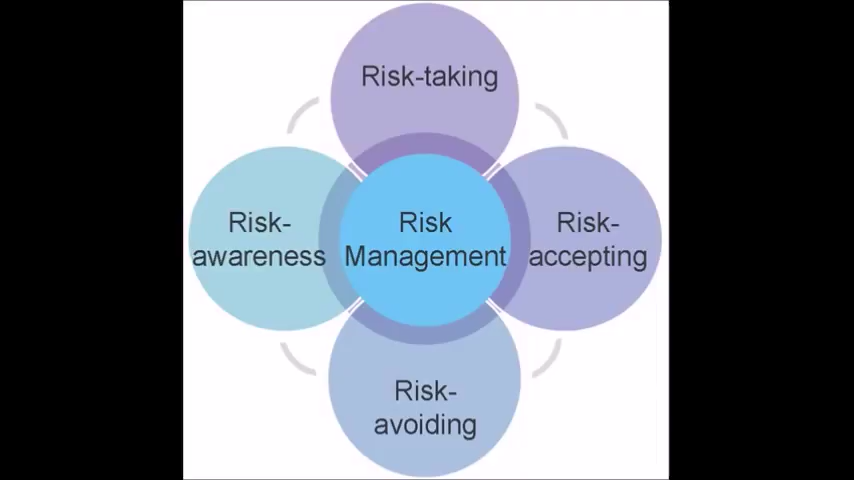 Risk-taking
Risk-
awareness
Risk
Management
Risk-
accepting
Risk-
avoiding